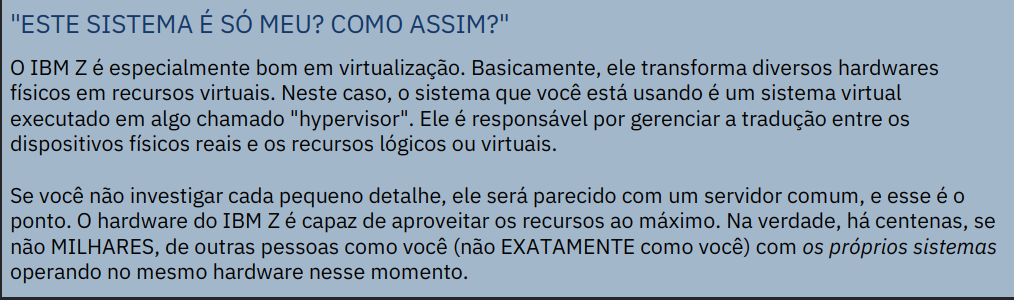 "ESTE SISTEMA É SÓ MEU? COMO ASSIM?"
O IBM Z é especialmente bom em virtualização. Basicamente, ele transforma diversos hardwares
físicos em recursos virtuais. Neste caso, o sistema que você está usando é um sistema virtual
executado em algo chamado "hypervisor". Ele é responsável por gerenciar a tradução entre os
dispositivos físicos reais e os recursos lógicos ou virtuais.
Se você não investigar cada pequeno detalhe, ele será parecido com um servidor comum, e esse é o
ponto. O hardware do IBM Z é capaz de aproveitar os recursos ao máximo. Na verdade, há centenas, se
não MILHARES, de outras pessoas como você (não EXATAMENTE como você) com os próprios sistemas
operando no mesmo hardware nesse momento.